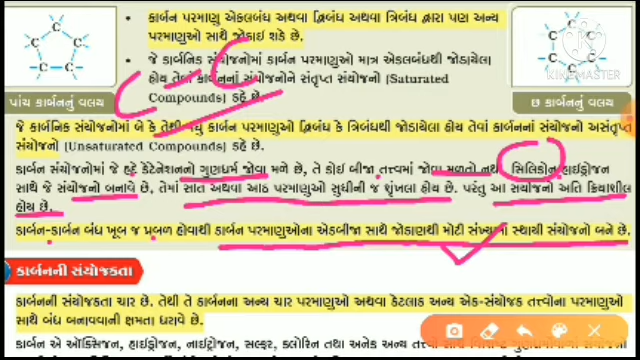 કાર્બન પરમાણુ એકલબંધ અથવા દ્વિબંધ અથવા ત્રિબંધ દ્વારા પણ અન્ય
પરમાણુઓ સાથે જોડાઈ શકે છે.
જે કાર્બનિક સંયોજનોમાં કાર્બન પરમાણુઓ માત્ર એકલબંધથી જોડાયેલા
હોય તેવાં કાર્બનનાં સંયોજનોને સંતૃપ્ત સંયોજનો (Saturated
Compounds) કહે છે.
પાંચ કાર્બનનું વલય
છ કાર્બનનું વલય
જે કાર્બનિક સંયોજનોમાં બે કે તેથી વધુ કાર્બન પરમાણુઓ દ્વિબંધ કે ત્રિબંધથી જોડાયેલા હોય તેવાં કાર્બનનાં સંયોજનો અસંતૃપ્ત
સંયોજનો (Unsaturated Compounds) કહે છે.
કાર્બન સંયોજનોમાં જે હદે કેટેનેશનનો ગુણધર્મ જોવા મળે છે, તે કોઈ બીજા તત્ત્વમાં જોવા મળતો નથી. સિલિકોન હાઇડ્રોજન
સાથે જે સંયોજનો બનાવે છે, તેમાં સાત અથવા આઠ પરમાણુઓ સુધીની જ શૃંખલા હોય છે. પરંતુ આ સંયોજનો અતિ ક્રિયાશીલ
હોય છે.
કાર્બન-કાર્બન બંધ ખૂબ જ પ્રબળ હોવાથી કાર્બન પરમાણુઓના એકબીજા સાથે જોડાણથી મોટી સંખ્યામાં સ્થાયી સંયોજનો બને છે.
કાર્બનની સંયોજકતા
કાર્બનની સંયોજકતા ચાર છે. તેથી તે કાર્બનના અન્ય ચાર પરમાણુઓ અથવા કેટલાક અન્ય એક-સંયોજક તત્ત્વોના પરમાણુઓ
સાથે બંધ બનાવવાની ક્ષમતા ધરાવે છે.
કાર્બન એ ઑક્સિજન, હાઇડ્રોજન, નાઇટ્રોજન, સલ્ફર, ક્લોરિન તથા અનેક અન્ય